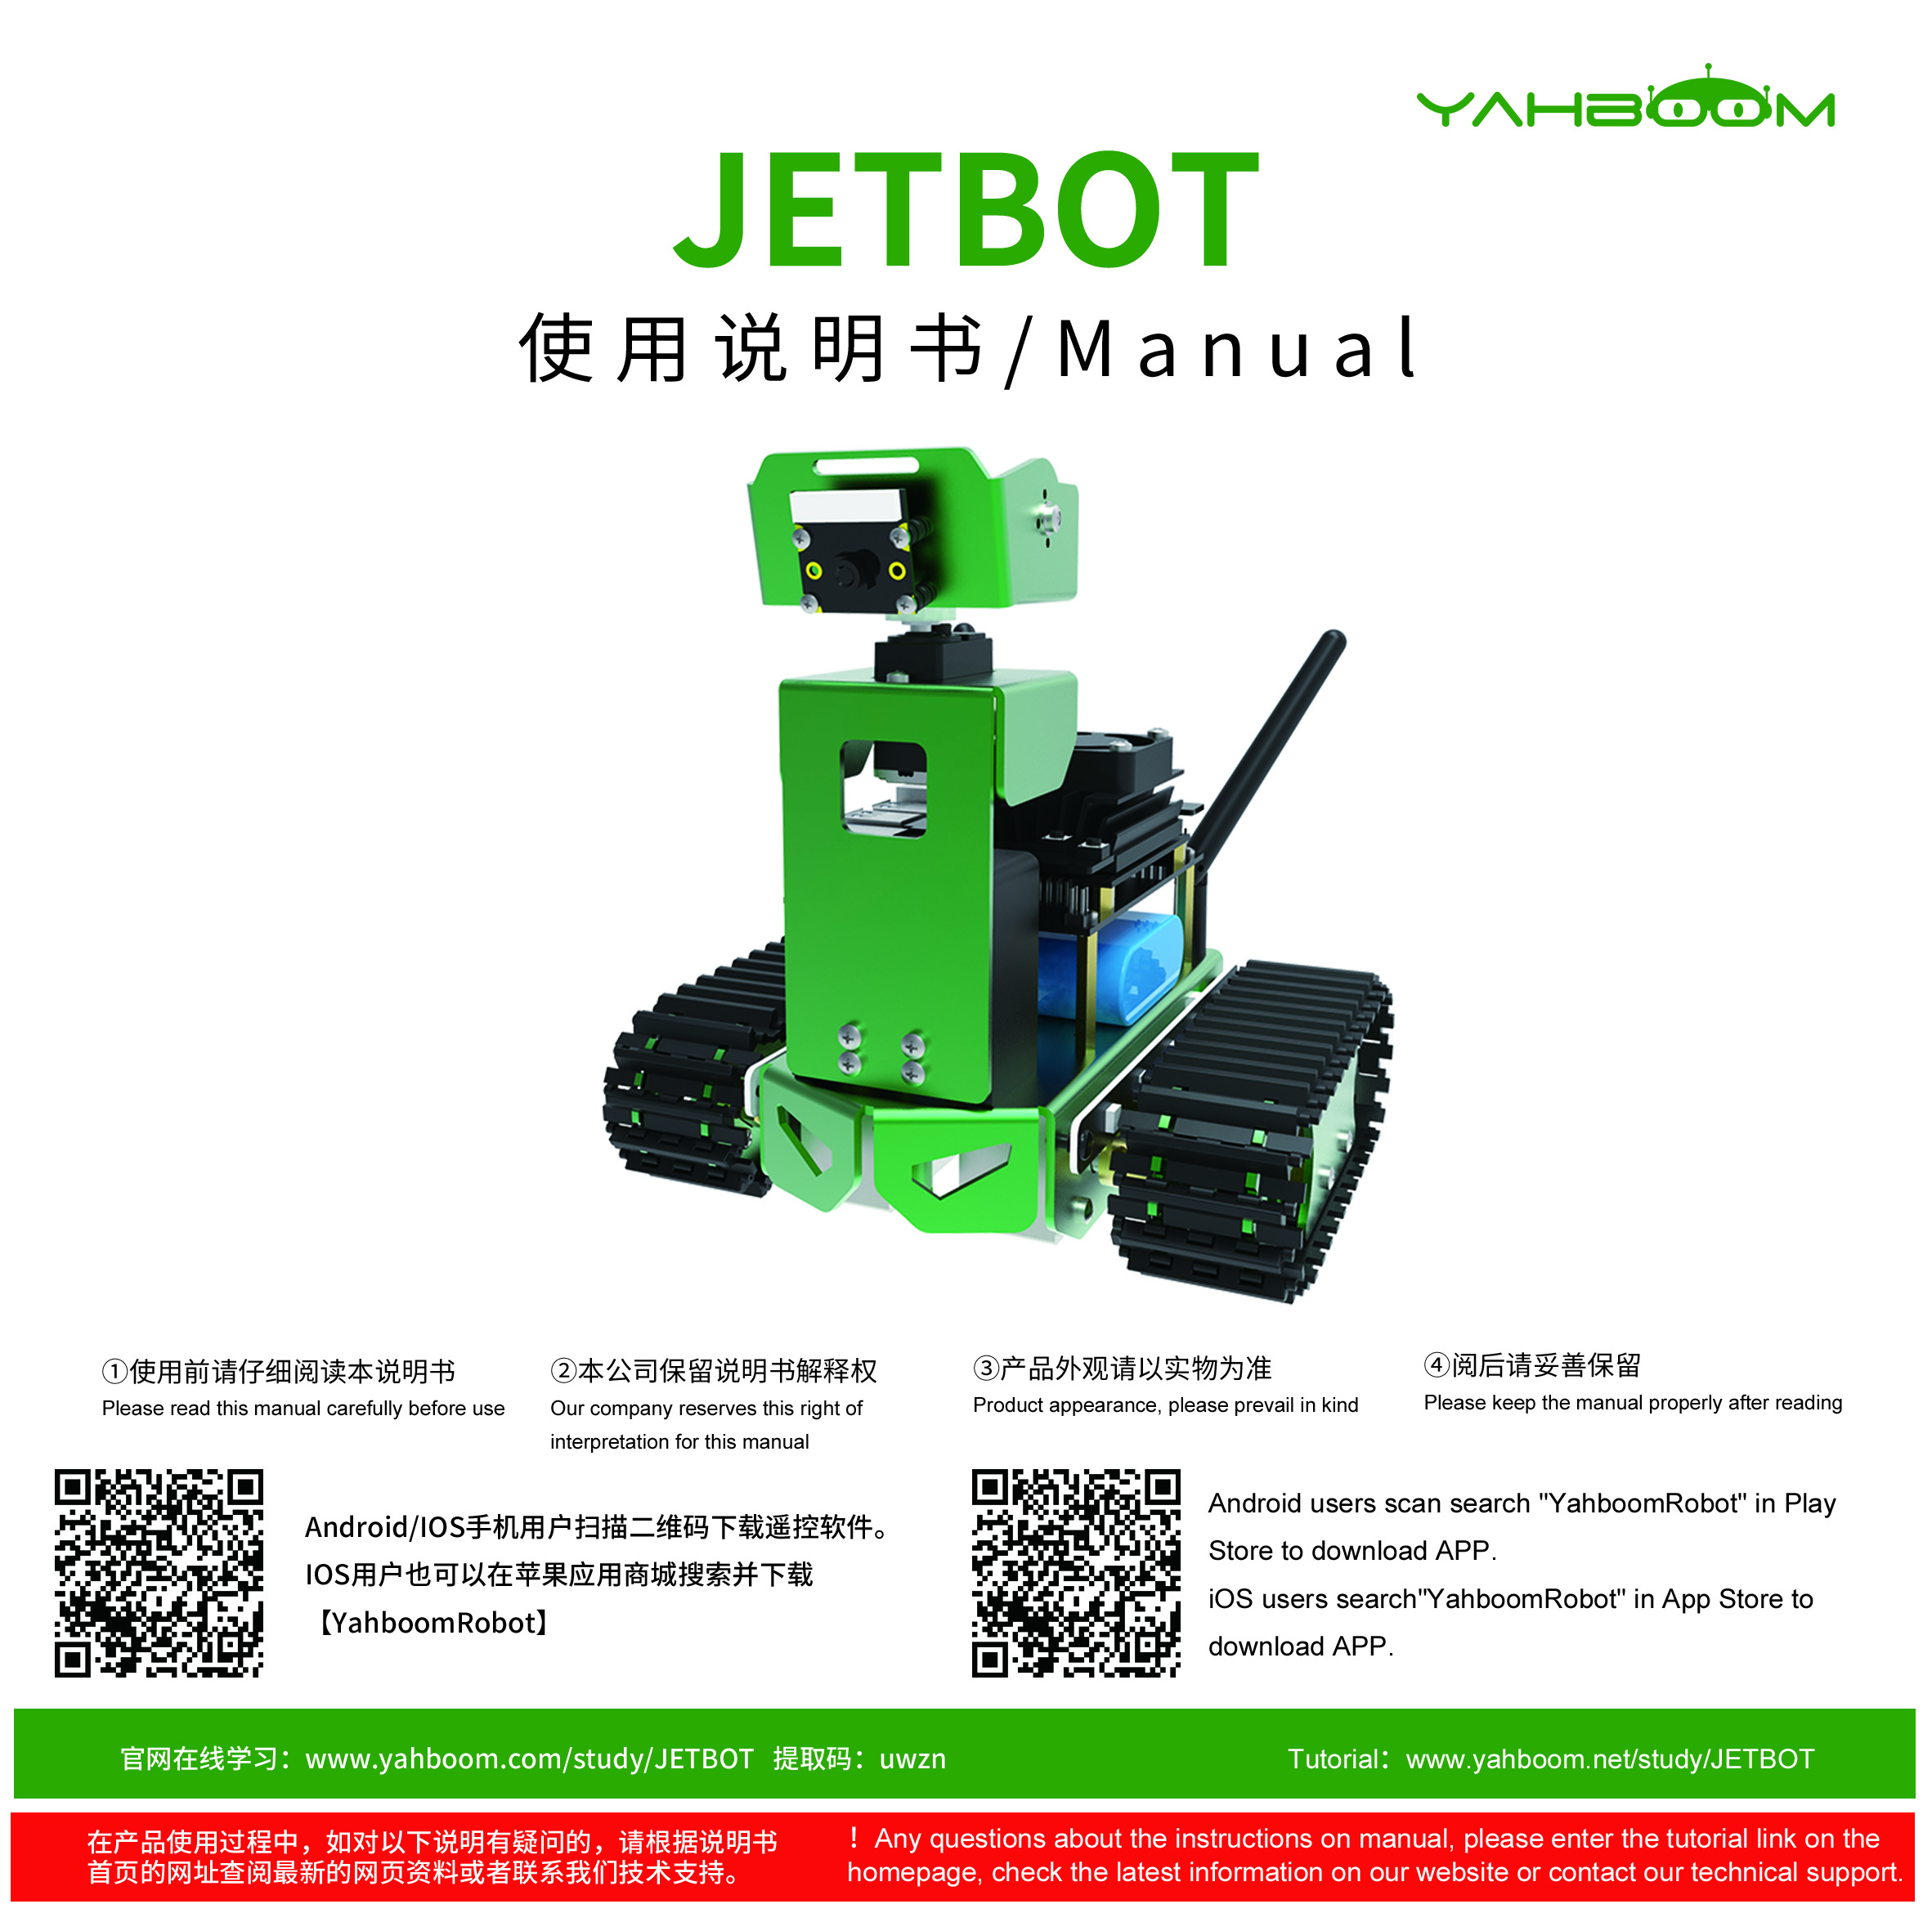 YAHBOOM
JETBOT
使用说明书/Manual
①使用前请仔细阅读本说明书
Please read this manual carefully before use
②本公司保留说明书解释权
Our company reserves this right of
interpretation for this manual
③产品外观请以实物为准
Product appearance, please prevail in kind
④阅后请妥善保留
Please keep the manual properly after reading
Android/IOS手机用户扫描二维码下载遥控软件。
IOS用户也可以在苹果应用商城搜索并下载
【YahboomRobot】
Android users scan search "YahboomRobot" in Play
Store to download APP.
iOS users search"YahboomRobot" in App Store to
download APP.
官网在线学习：www.yahboom.com/study/JETBOT 提取码：uwzn
Tutorial：www.yahboom.net/study/JETBOT
在产品使用过程中，如对以下说明有疑问的，请根据说明书
首页的网址查阅最新的网页资料或者联系我们技术支持。
！Any questions about the instructions on manual, please enter the tutorial link on the
homepage, check the latest information on our website or contact our technical support.